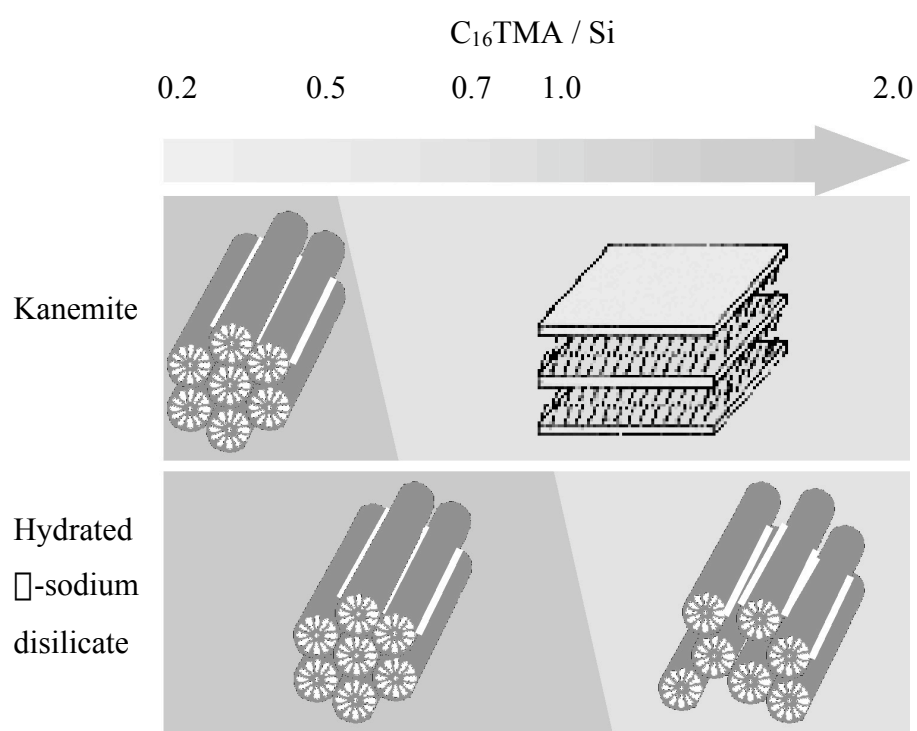 C₁₆TMA / Si
0.2 0.5 0.7 1.0 2.0
Kanemite
Hydrated
▯-sodium
disilicate